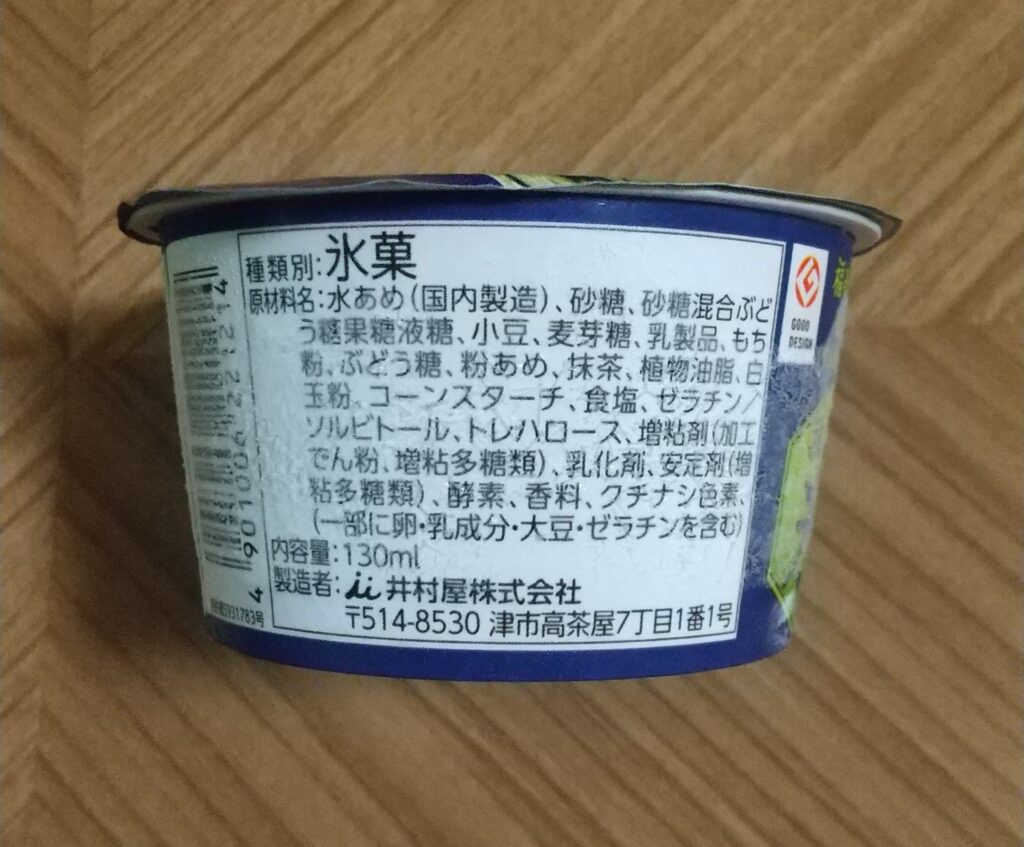 種類別:氷菓
原材料名:水あめ(国内製造)、砂糖、砂糖混合ぶど
う糖果糖液糖、小豆、麦芽糖、乳製品、もち
粉、ぶどう糖、粉あめ、抹茶、植物油脂、白
玉粉、コーンスターチ、食塩、ゼラチン/
ソルビトール、トレハロース、増粘剤(加工
でん粉、増粘多糖類)、乳化剤、安定剤(増
粘多糖類)、酵素、香料、クチナシ色素、
(一部に卵・乳成分・大豆・ゼラチンを含む)
内容量:130ml
製造者: 井村屋株式会社
〒514-8530 津市高茶屋7丁目1番1号
GOOD
DESIGN